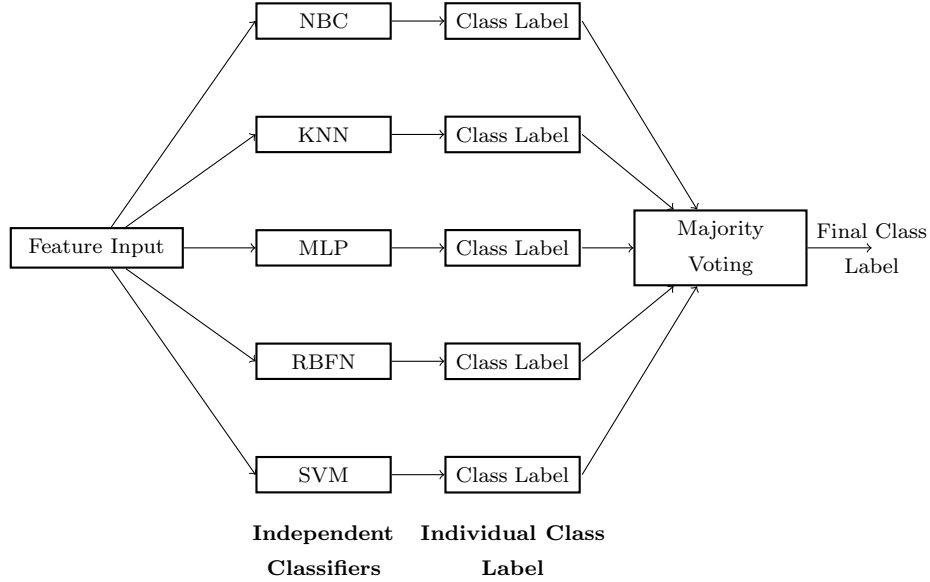 NBC
Class Label
KNN
Class Label
Feature Input
MLP
Class Label
Majority
Voting
Final Class
Label
RBFN
Class Label
SVM
Class Label
Independent
Classifiers
Individual Class
Label